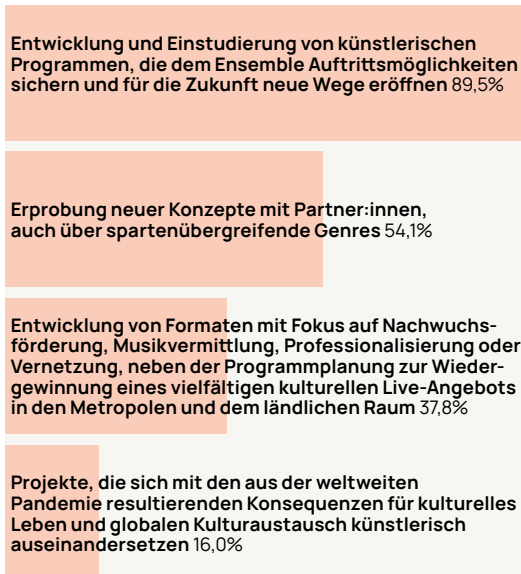 Entwicklung und Einstudierung von künstlerischen
Programmen, die dem Ensemble Auftrittsmöglichkeiten
sichern und für die Zukunft neue Wege eröffnen 89,5%
Erprobung neuer Konzepte mit Partner:innen,
auch über spartenübergreifende Genres 54,1%
Entwicklung von Formaten mit Fokus auf Nachwuchs-
förderung, Musikvermittlung, Professionalisierung oder
Vernetzung, neben der Programmplanung zur Wieder-
gewinnung eines vielfältigen kulturellen Live-Angebots
in den Metropolen und dem ländlichen Raum 37,8%
Projekte, die sich mit den aus der weltweiten
Pandemie resultierenden Konsequenzen für kulturelles
Leben und globalen Kulturaustausch künstlerisch
auseinandersetzen 16,0%